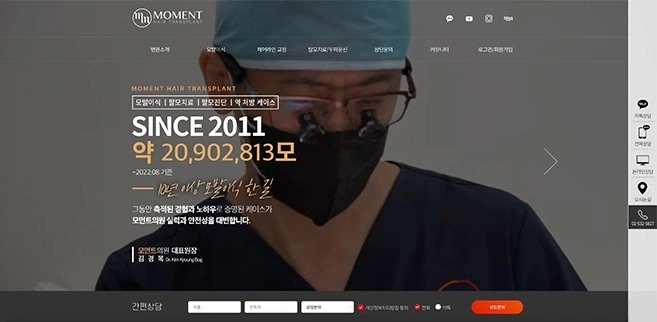 MOMENT
HAIR TRANSPLANT
병원소개 모발이식 헤어라인 교정 탈모치료/두피문신 상담문의 커뮤니티 로그인/회원가입
MOMENT HAIR TRANSPLANT
모발이식 | 탈모치료 | 탈모진단 | 약 처방 케이스
SINCE 2011
약 20,902,813모
~2022.08 기준
10년 이상 모발이식 한 길
그동안 축적된 경험과 노하우로 증명된 케이스가
모먼트의원 실력과 안전성을 대변합니다.
모먼트의원 대표원장
김 경 복 Dr. Kim Kyoung Bog
카톡상담
전화상담
온라인상담
오시는길
02-532-5827
간편상담 이름 연락처 상담분야 개인정보처리방침 동의 전화 카톡 상담문의